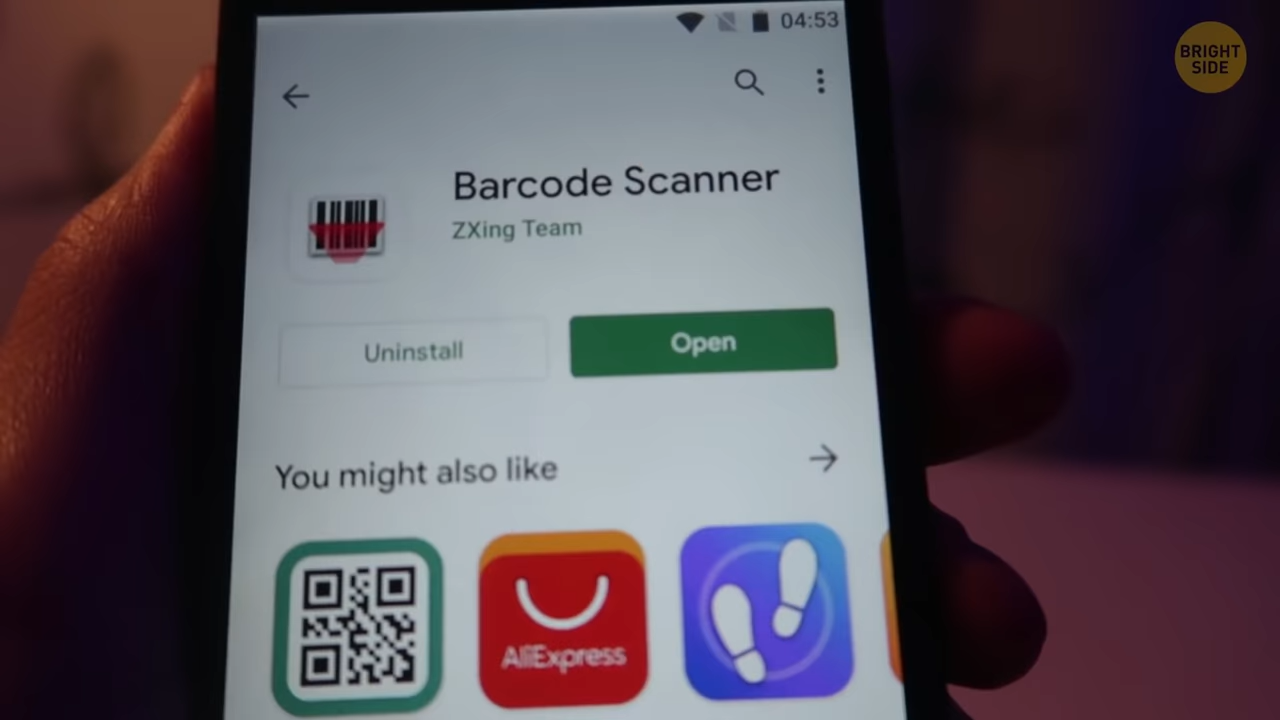 04:53
BRIGHT
SIDE
Barcode Scanner
ZXing Team
Uninstall
Open
You might also like
AliExpress